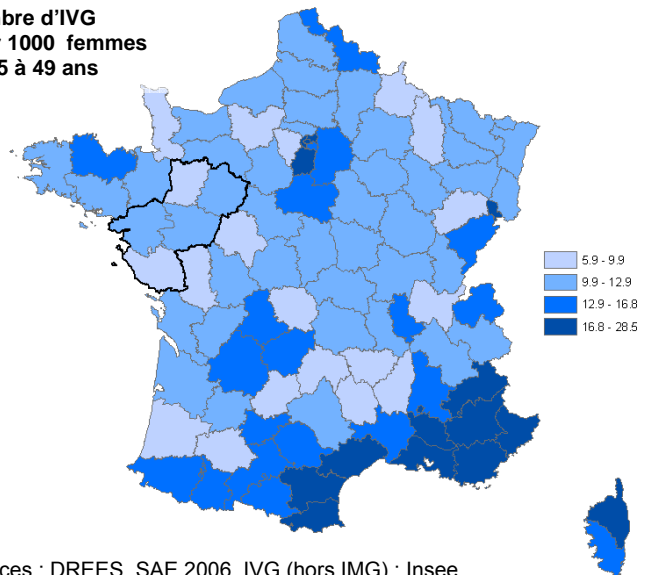 bre d'IVG
1000 femmes
5 à 49 ans
5.9 - 9.9
9.9 - 12.9
12.9 - 16.8
16.8 - 28.5
ces : DREES, SAE 2006, IVG (hors IMG) ; Insee